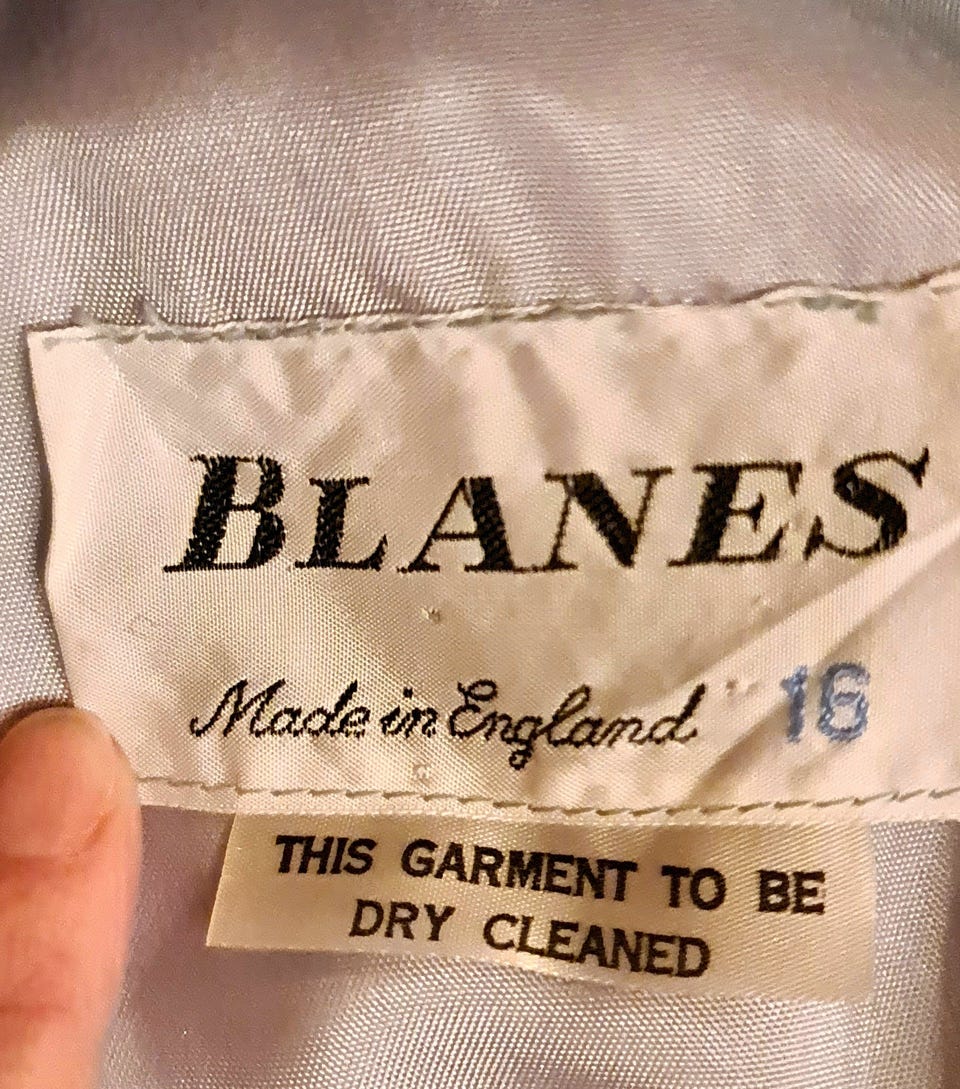 BLANES
Made in England 16
THIS GARMENT TO BE
DRY CLEANED